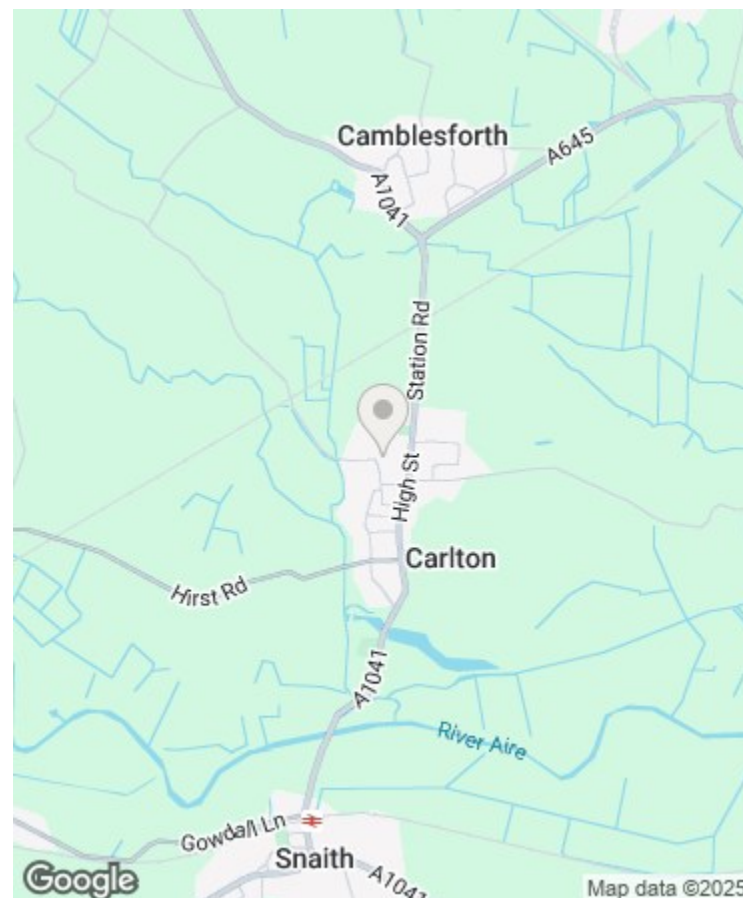 Camblesforth
A645
A1041
Station Rd
High St
Carlton
Hirst Rd
A1041
River Aire
Gowdall Ln
Snaith
A1041
Google
Map data ©2025